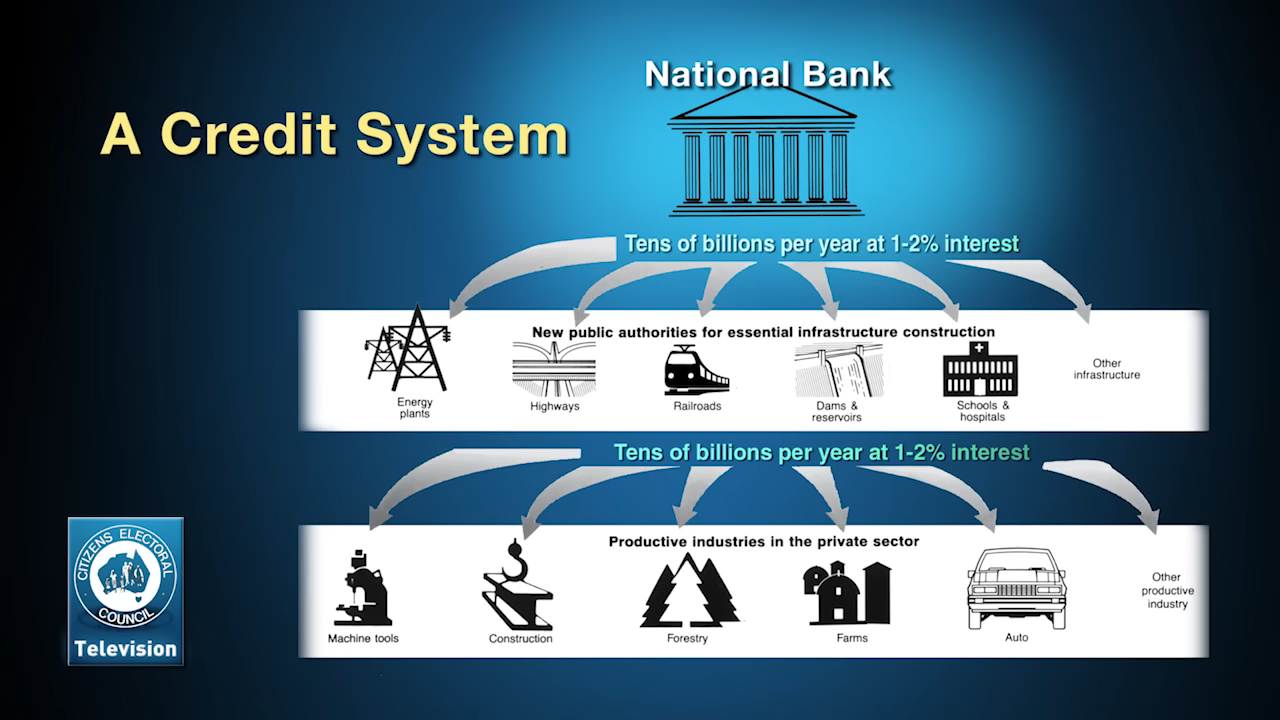 National Bank
A Credit System
Tens of billions per year at 1-2% interest
New public authorities for essential infrastructure construction
Energy
plants
Highways
Railroads
Dams &
reservoirs
Schools &
hospitals
Other
infrastructure
Tens of billions per year at 1-2% interest
Productive industries in the private sector
Machine tools
Construction
Forestry
Farms
Auto
Other
productive
industry
CITIZENS ELECTORAL
COUNCIL
Television